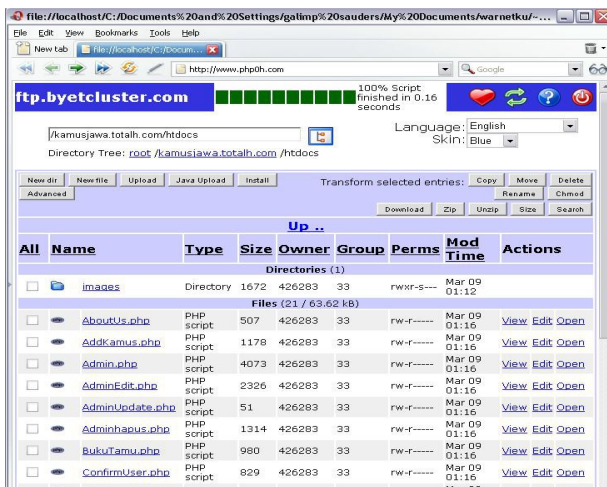 file://localhost/C:/Documents%20and%20Settings/galimp%20sauders/My%20Documents/warnetku/~...
File Edit View Bookmarks Tools Help
New tab file://localhost/C:/Docum...
http://www.php0h.com Google
ftp.byetcluster.com 100% Script finished in 0.16 seconds
/kamusjawa.totalh.com/htdocs Language: English
Skin: Blue
Directory Tree: root /kamusjawa.totalh.com /htdocs
New dir New file Upload Java Upload Install Transform selected entries: Copy Move Delete
Advanced Rename Chmod
Download Zip Unzip Size Search
Up ..
All Name Type Size Owner Group Perms Mod Time Actions
Directories (1)
images Directory 1672 426283 33 rwxr-s--- Mar 09 01:12
Files (21 / 63.62 kB)
AboutUs.php PHP script 507 426283 33 rw-r----- Mar 09 01:16 View Edit Open
AddKamus.php PHP script 1178 426283 33 rw-r----- Mar 09 01:16 View Edit Open
Admin.php PHP script 4073 426283 33 rw-r----- Mar 09 01:16 View Edit Open
AdminEdit.php PHP script 2326 426283 33 rw-r----- Mar 09 01:16 View Edit Open
AdminUpdate.php PHP script 51 426283 33 rw-r----- Mar 09 01:16 View Edit Open
Adminhapus.php PHP script 1314 426283 33 rw-r----- Mar 09 01:16 View Edit Open
BukuTamu.php PHP script 980 426283 33 rw-r----- Mar 09 01:16 View Edit Open
ConfirmUser.php PHP script 829 426283 33 rw-r----- Mar 09 01:16 View Edit Open